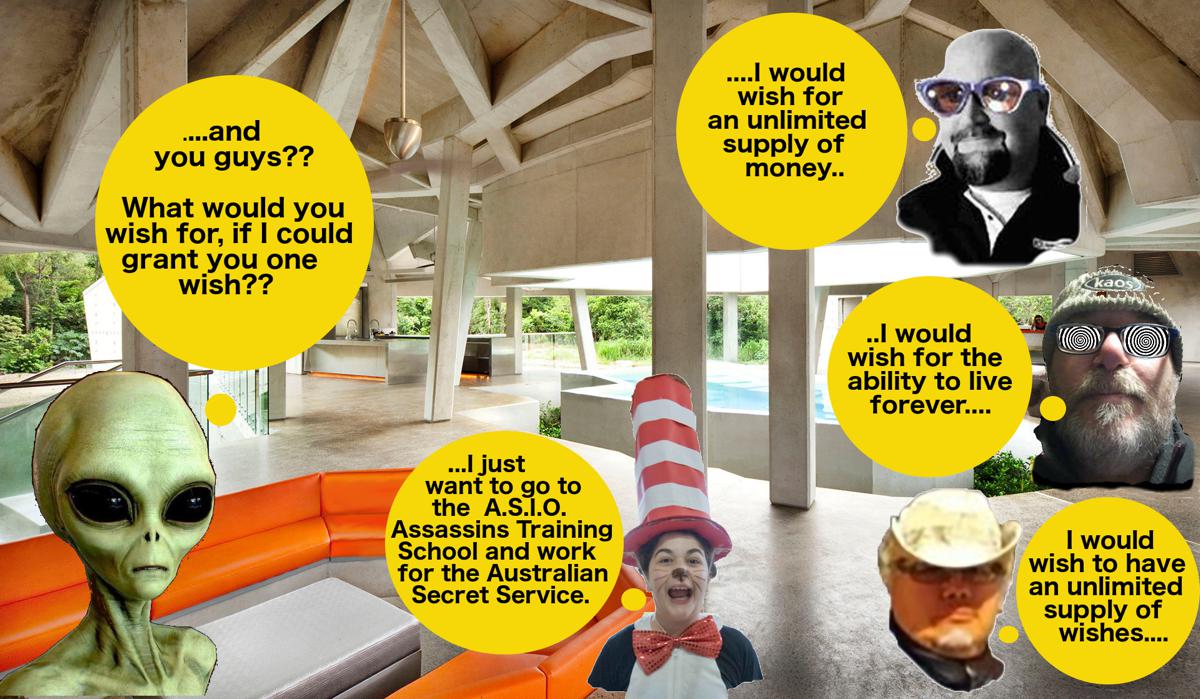 ....and
you guys??
What would you
wish for, if I could
grant you one
wish??
....I would
wish for
an unlimited
supply of
money..
kaos
..I would
wish for the
ability to live
forever....
...I just
want to go to
the A.S.I.O.
Assassins Training
School and work
for the Australian
Secret Service.
I would
wish to have
an unlimited
supply of
wishes....